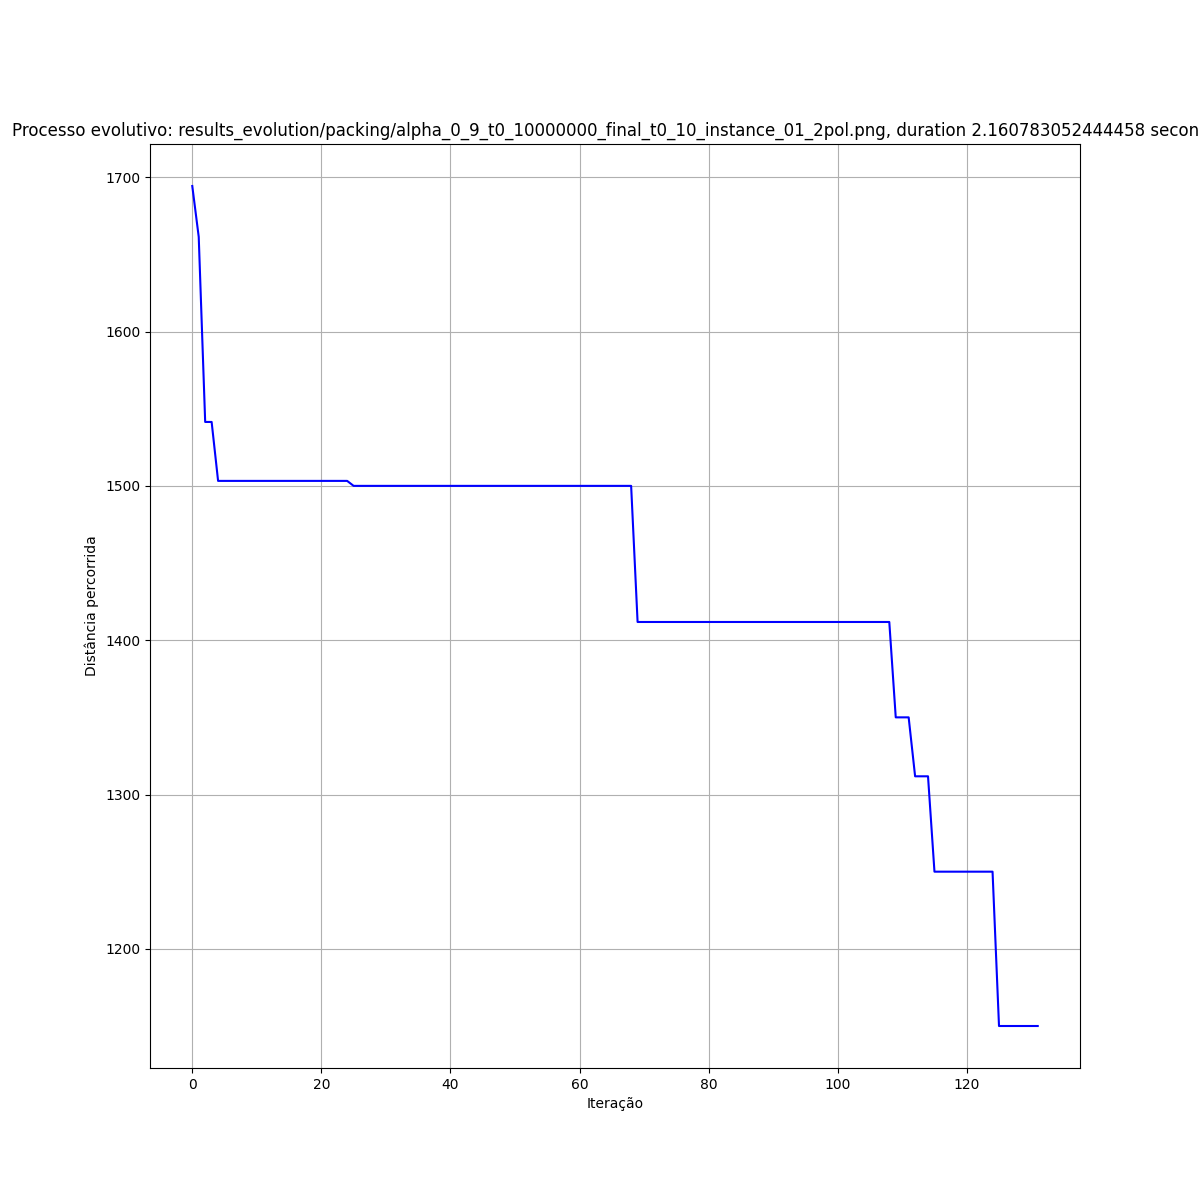 Processo evolutivo: results_evolution/packing/alpha_0_9_t0_10000000_final_t0_10_instance_01_2pol.png, duration 2.160783052444458 secon
1700
1600
1500
1400
1300
1200
Distância percorrida
0 20 40 60 80 100 120
Iteração